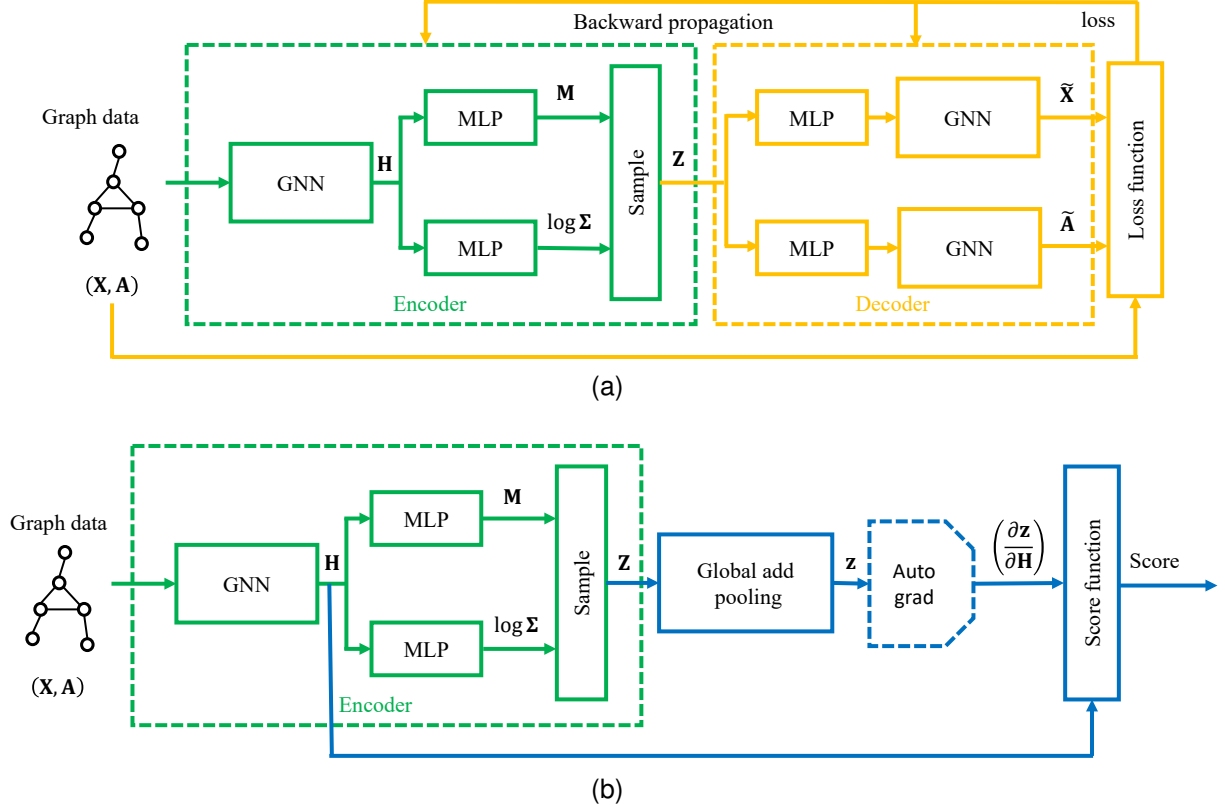 Backward propagation
loss
Graph data
(X, A)
GNN
H
MLP
M
MLP
log Σ
Sample
Encoder
Z
MLP
GNN
X̃
MLP
GNN
Ã
Decoder
Loss function
(a)
Graph data
(X, A)
GNN
H
MLP
M
MLP
log Σ
Sample
Encoder
Z
Global add
pooling
z
Auto
grad
(∂z/∂H)
Score function
Score
(b)